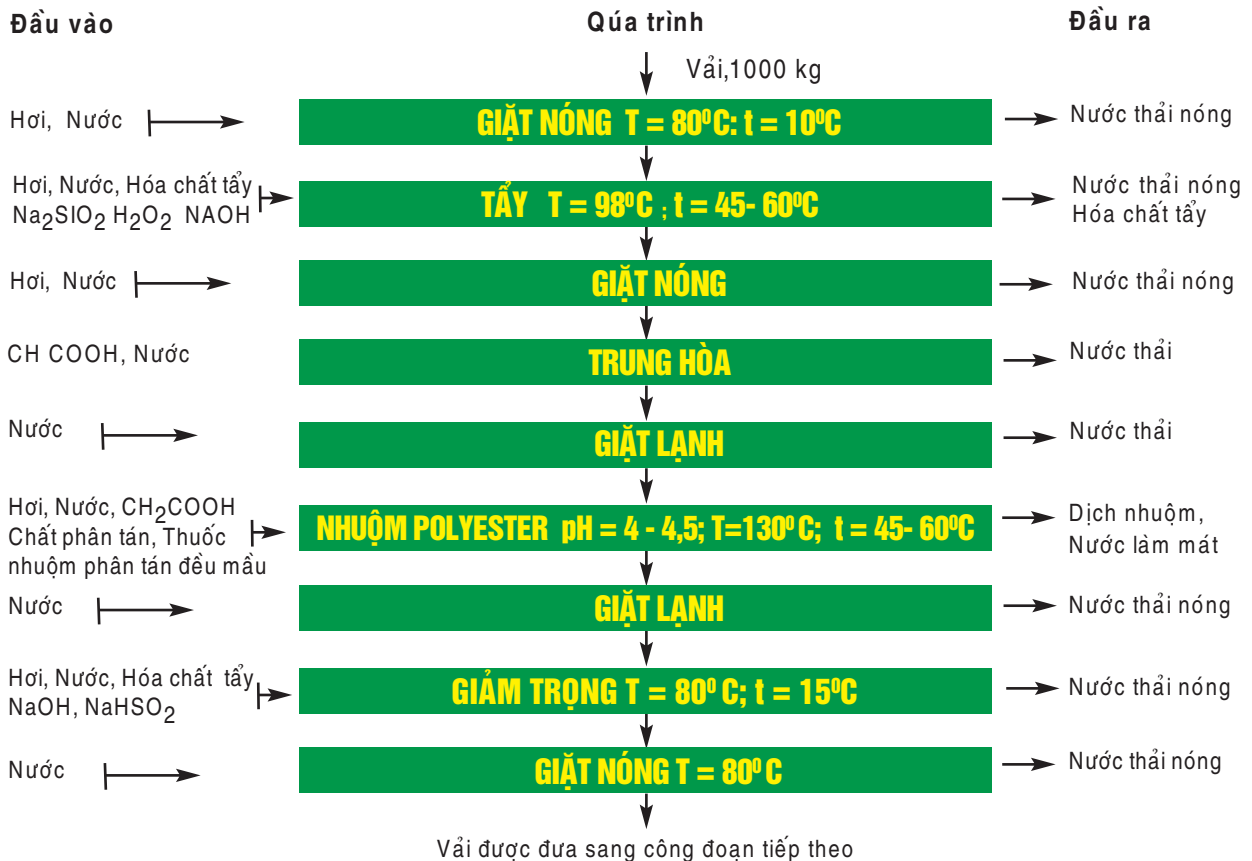 Đầu vào
Qúa trình
Đầu ra
Vải,1000 kg
Hơi, Nước
GIẶT NÓNG T = 80⁰C: t = 10⁰C
Nước thải nóng
Hơi, Nước, Hóa chất tẩy
Na₂SIO₂ H₂O₂ NAOH
TẨY T = 98⁰C ; t = 45- 60⁰C
Nước thải nóng
Hóa chất tẩy
Hơi, Nước
GIẶT NÓNG
Nước thải nóng
CH COOH, Nước
TRUNG HÒA
Nước thải
Nước
GIẶT LẠNH
Nước thải
Hơi, Nước, CH₂COOH
Chất phân tán, Thuốc
nhuộm phân tán đều mầu
NHUỘM POLYESTER pH = 4 - 4,5; T=130⁰ C; t = 45- 60⁰C
Dịch nhuộm,
Nước làm mát
Nước
GIẶT LẠNH
Nước thải nóng
Hơi, Nước, Hóa chất tẩy
NaOH, NaHSO₂
GIẢM TRỌNG T = 80⁰ C; t = 15⁰C
Nước thải nóng
Nước
GIẶT NÓNG T = 80⁰ C
Nước thải nóng
Vải được đưa sang công đoạn tiếp theo